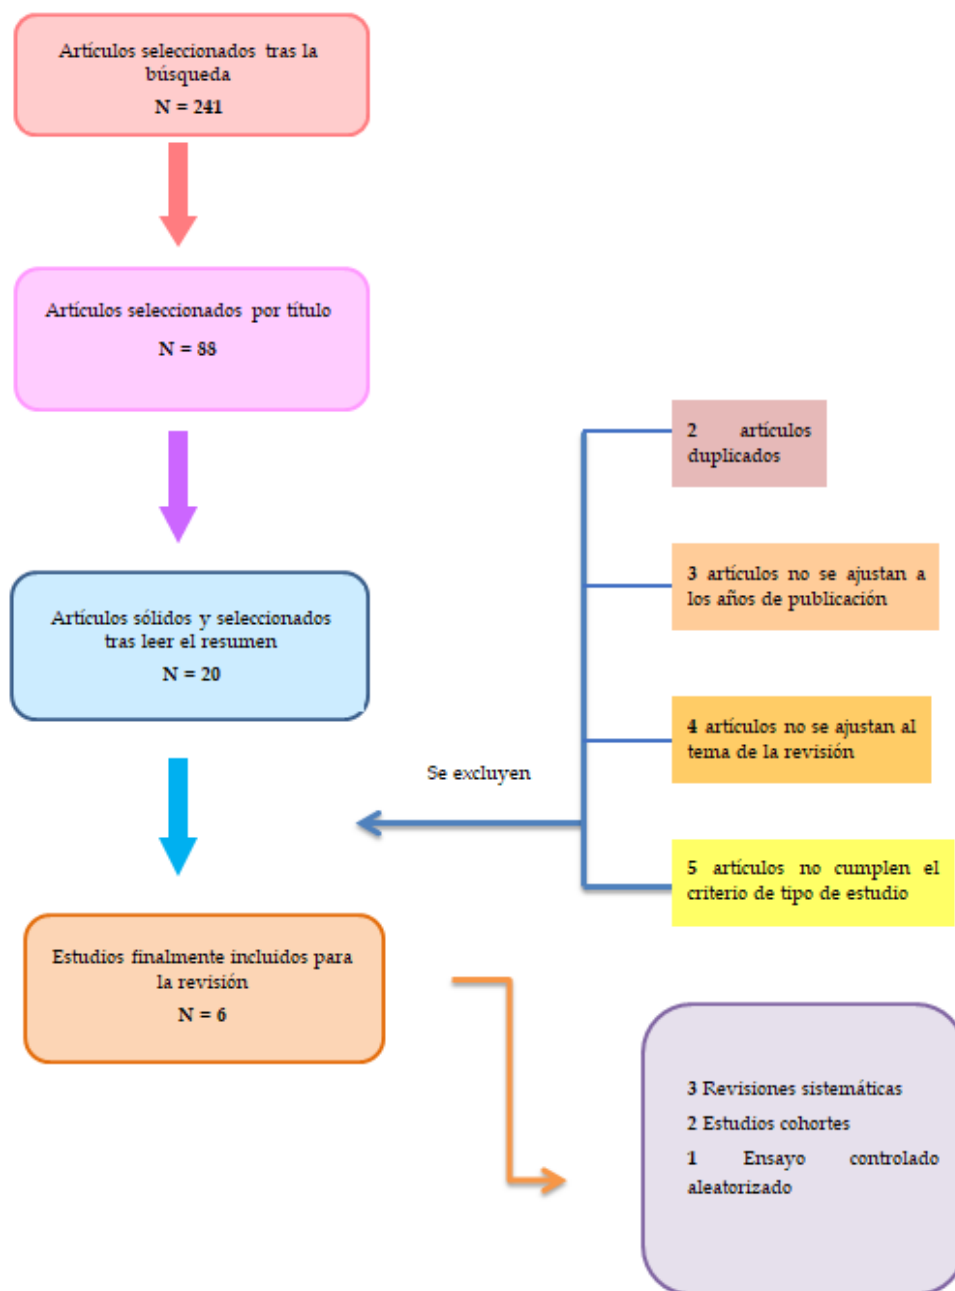 Artículos seleccionados tras la
búsqueda
N = 241
Artículos seleccionados por título
N = 88
2 artículos
duplicados
3 artículos no se ajustan a
los años de publicación
Artículos sólidos y seleccionados
tras leer el resumen
N = 20
4 artículos no se ajustan al
tema de la revisión
Se excluyen
5 artículos no cumplen el
criterio de tipo de estudio
Estudios finalmente incluidos para
la revisión
N = 6
3 Revisiones sistemáticas
2 Estudios cohortes
1 Ensayo controlado
aleatorizado